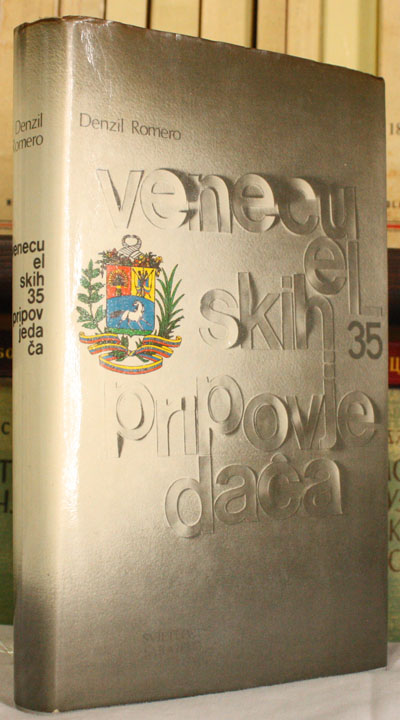 Denzil Romero
venecu
el
skih
35
pripovje
dača
Denzil
Romero
venecu
el
skih
35
pripov
jeda
ča